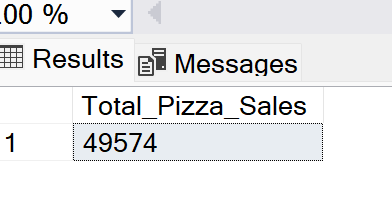 .00 %
Results Messages
Total_Pizza_Sales
1 49574